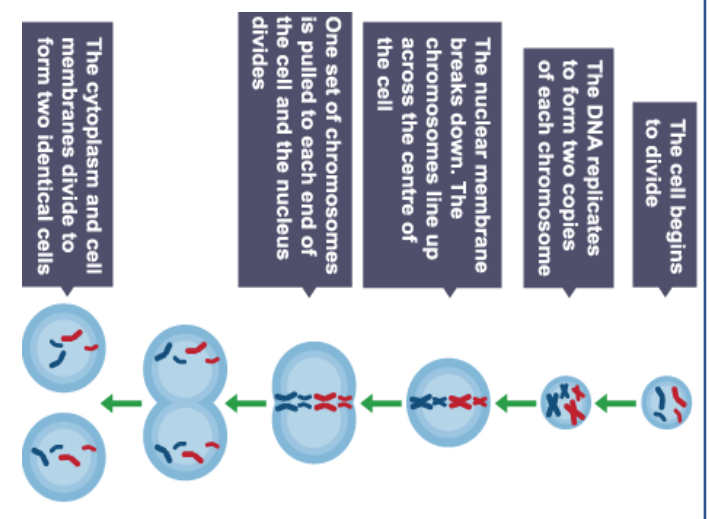 The cell begins
to divide
The DNA replicates
to form two copies
of each chromosome
The nuclear membrane
breaks down. The
chromosomes line up
across the centre of
the cell
One set of chromosomes
is pulled to each end of
the cell and the nucleus
divides
The cytoplasm and cell
membranes divide to
form two identical cells